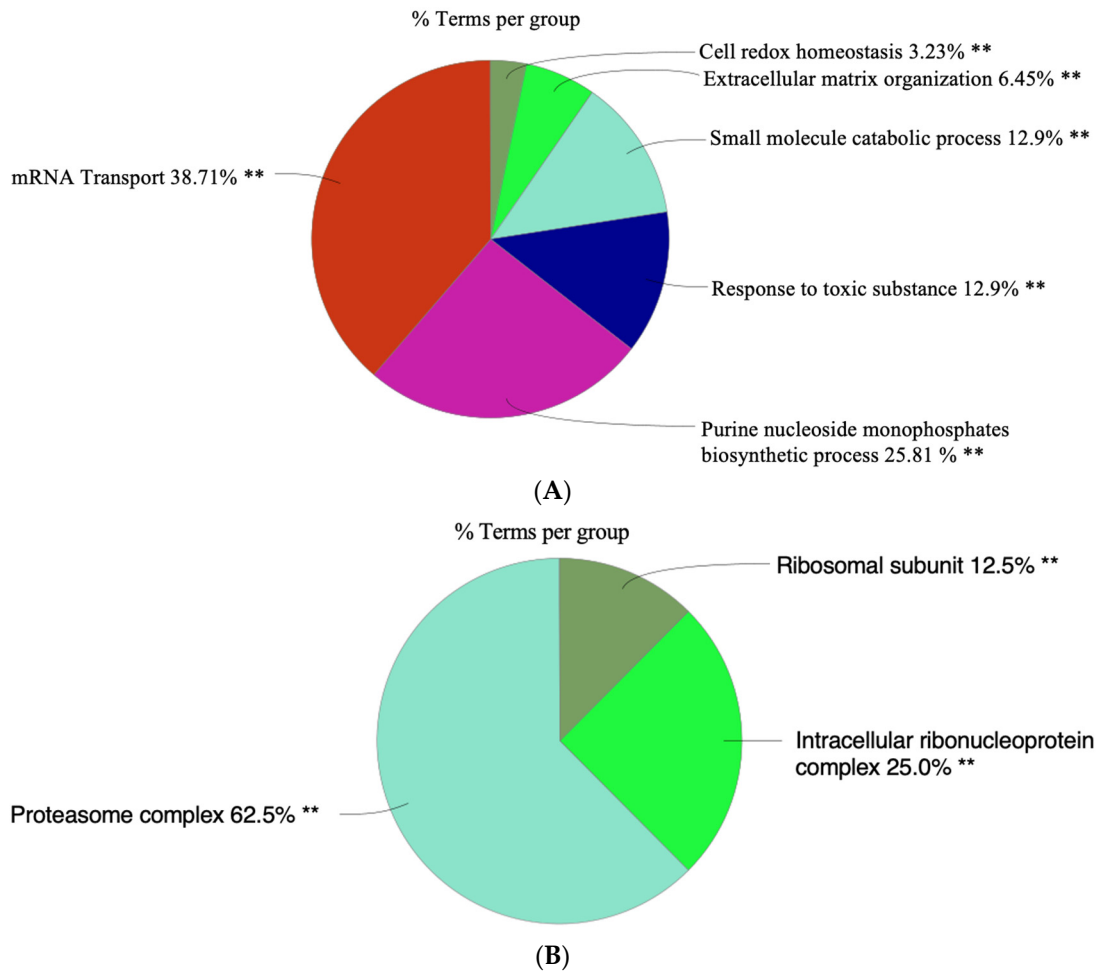 % Terms per group
Cell redox homeostasis 3.23% **
Extracellular matrix organization 6.45% **
Small molecule catabolic process 12.9% **
mRNA Transport 38.71% **
Response to toxic substance 12.9% **
Purine nucleoside monophosphates
biosynthetic process 25.81 % **
(A)
% Terms per group
Ribosomal subunit 12.5% **
Intracellular ribonucleoprotein
complex 25.0% **
Proteasome complex 62.5% **
(B)